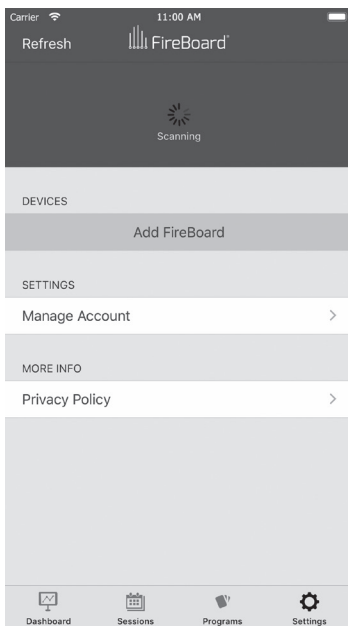 Carrier 11:00 AM
Refresh FireBoard
Scanning
DEVICES
Add FireBoard
SETTINGS
Manage Account
MORE INFO
Privacy Policy
Dashboard Sessions Programs Settings